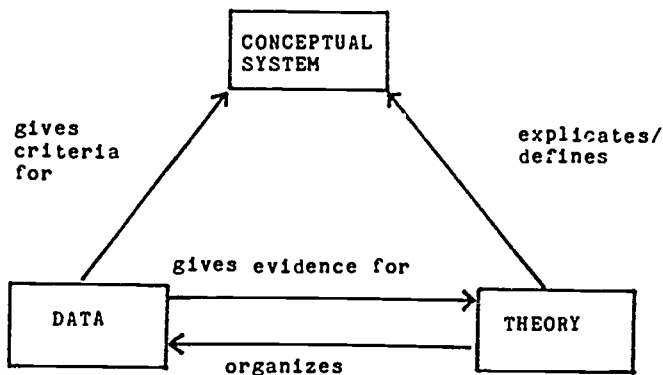 CONCEPTUAL
SYSTEM
gives
criteria
for
explicates/
defines
gives evidence for
DATA
THEORY
organizes